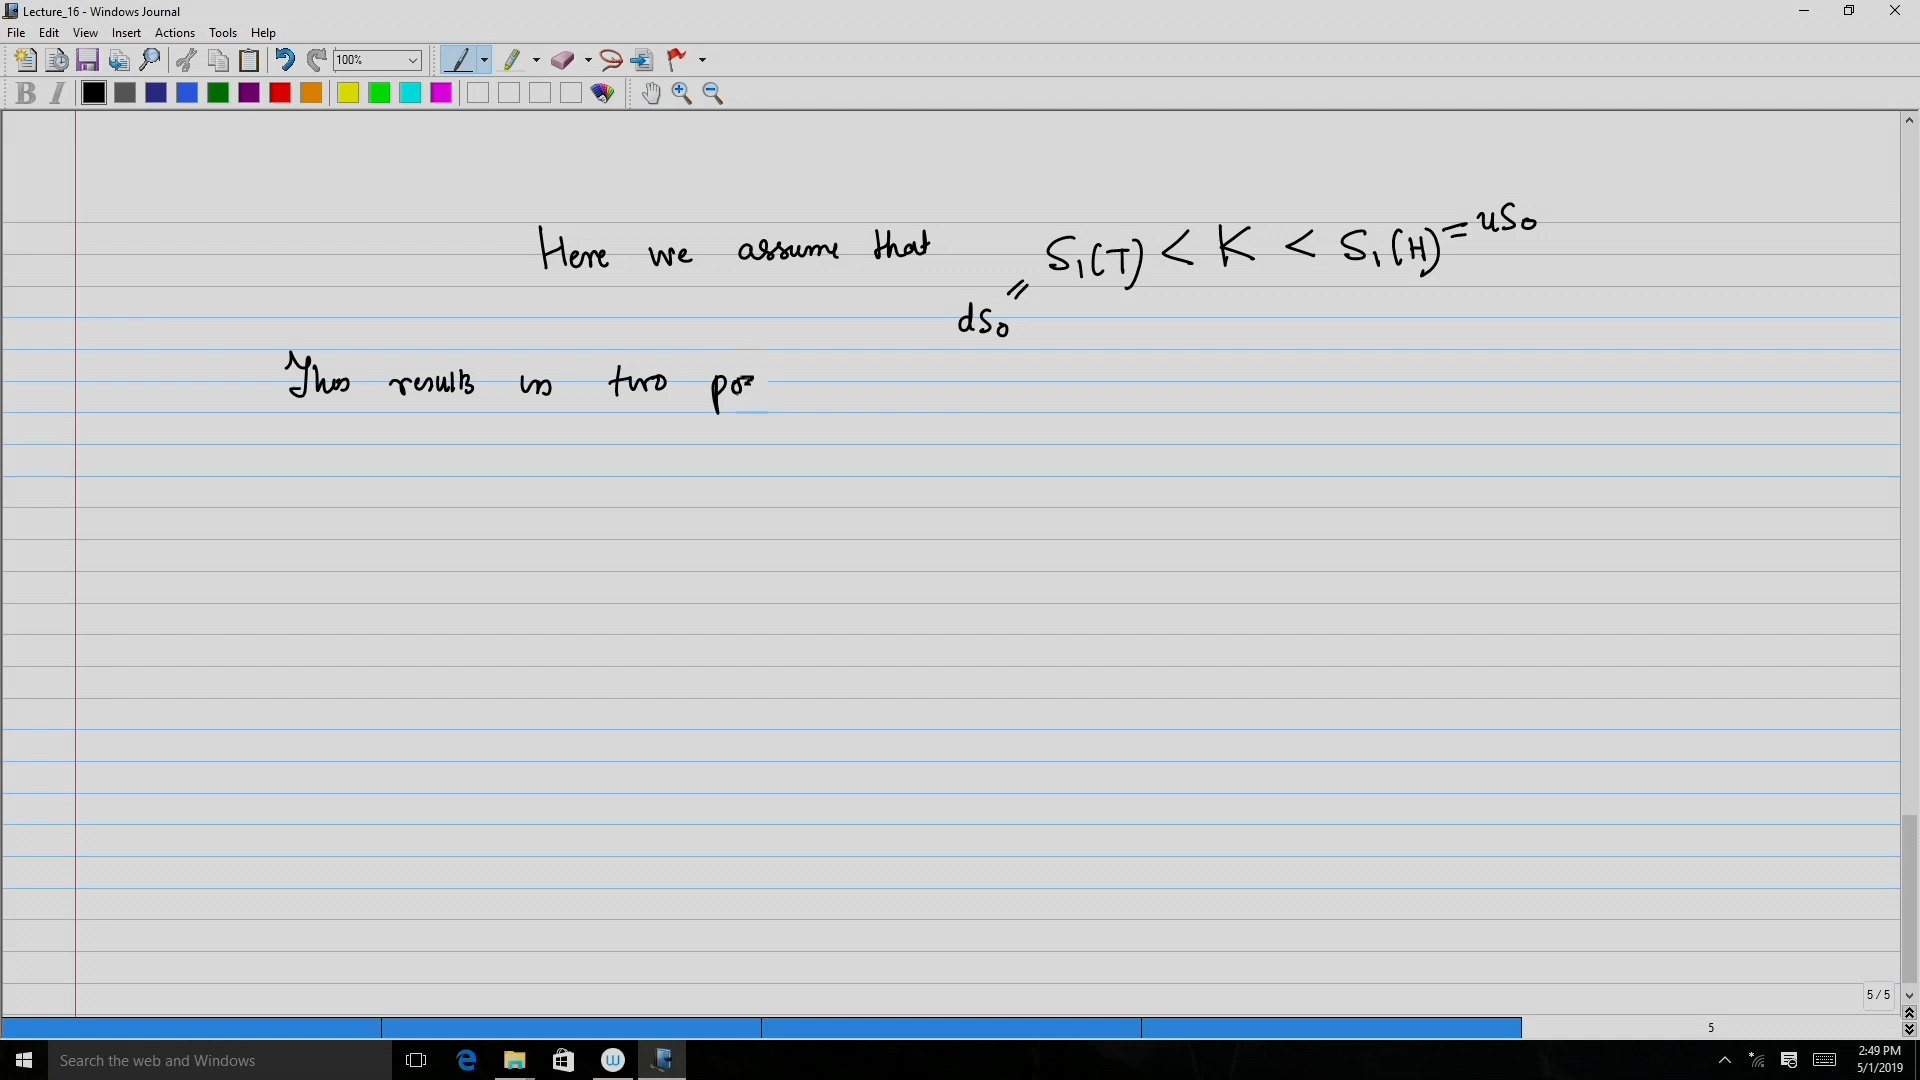 Lecture_16 - Windows Journal
File Edit View Insert Actions Tools Help
100%
B I
Here we assume that S₁(T) < K < S₁(H) = uS₀
dS₀ =
This results in two po
5 / 5
5
Search the web and Windows
2:49 PM
5/1/2019